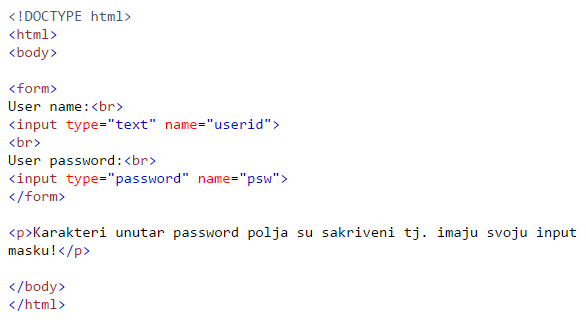 <!DOCTYPE html>
<html>
<body>
<form>
User name:<br>
<input type="text" name="userid">
<br>
User password:<br>
<input type="password" name="psw">
</form>
<p>Karakteri unutar password polja su sakriveni tj. imaju svoju input
masku!</p>
</body>
</html>